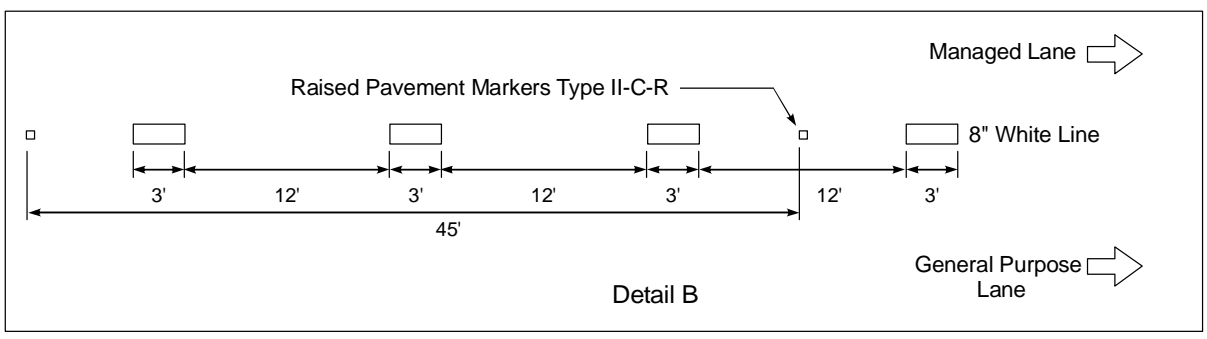 Managed Lane
Raised Pavement Markers Type II-C-R
8" White Line
3' 12' 3' 12' 3' 12' 3'
45'
General Purpose
Lane
Detail B